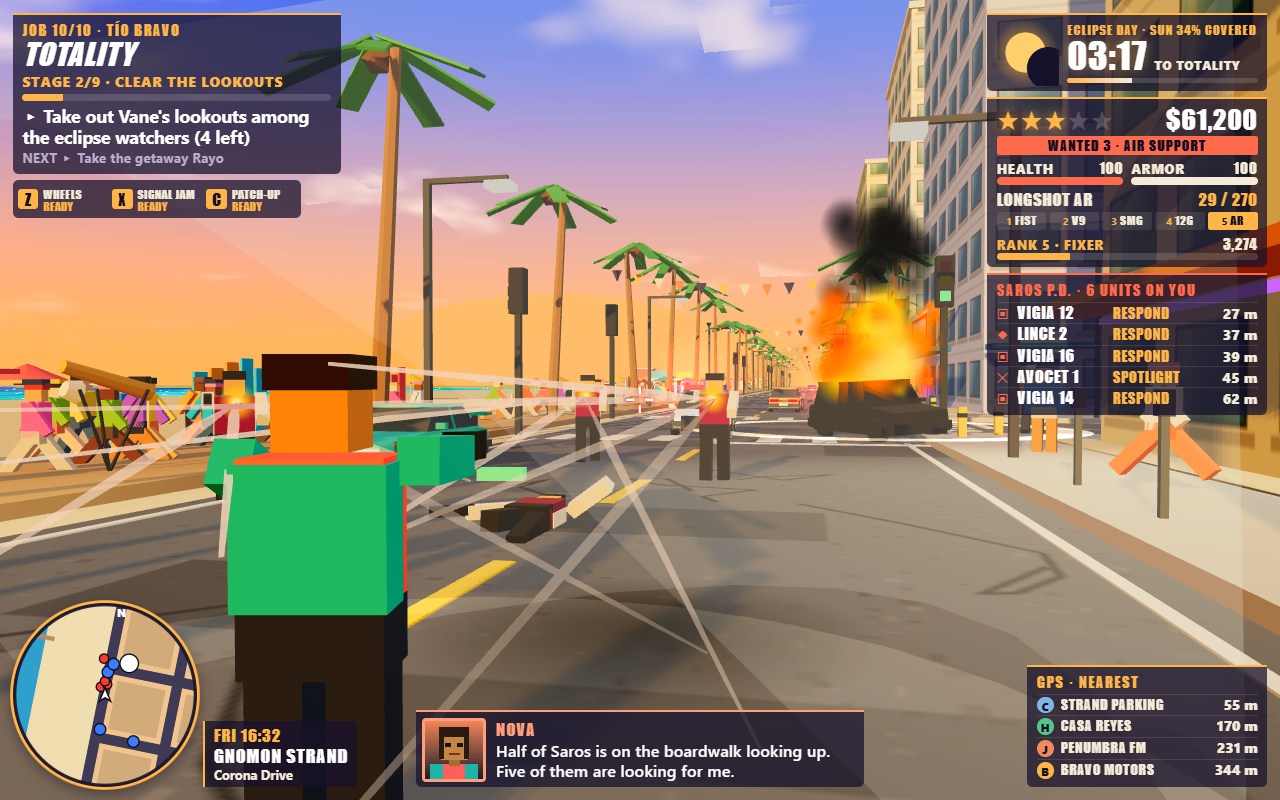 JOB 10/10 · TÍO BRAVO
TOTALITY
STAGE 2/9 · CLEAR THE LOOKOUTS
▸ Take out Vane's lookouts among
the eclipse watchers (4 left)
NEXT ▸ Take the getaway Rayo
Z WHEELS READY
X SIGNAL JAM READY
C PATCH-UP READY
ECLIPSE DAY · SUN 34% COVERED
03:17 TO TOTALITY
$61,200
WANTED 3 · AIR SUPPORT
HEALTH 100 ARMOR 100
LONGSHOT AR 29 / 270
1 FIST 2 V9 3 SMG 4 12G 5 AR
RANK 5 · FIXER 3,274
SAROS P.D. · 6 UNITS ON YOU
VIGIA 12 RESPOND 27 m
LINCE 2 RESPOND 37 m
VIGIA 16 RESPOND 39 m
AVOCET 1 SPOTLIGHT 45 m
VIGIA 14 RESPOND 62 m
N
FRI 16:32
GNOMON STRAND
Corona Drive
NOVA
Half of Saros is on the boardwalk looking up.
Five of them are looking for me.
GPS · NEAREST
C STRAND PARKING 55 m
H CASA REYES 170 m
J PENUMBRA FM 231 m
B BRAVO MOTORS 344 m